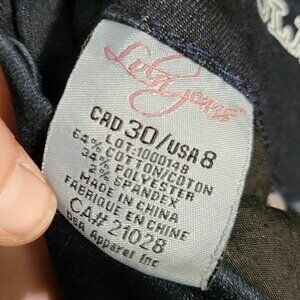 Lola Jeans
CAD 30/USA 8
LOT:1000148
64% COTTON/COTON
34% POLYESTER
2% SPANDEX
MADE IN CHINA
FABRIQUE EN CHINE
CA# 21028
Apparel Inc